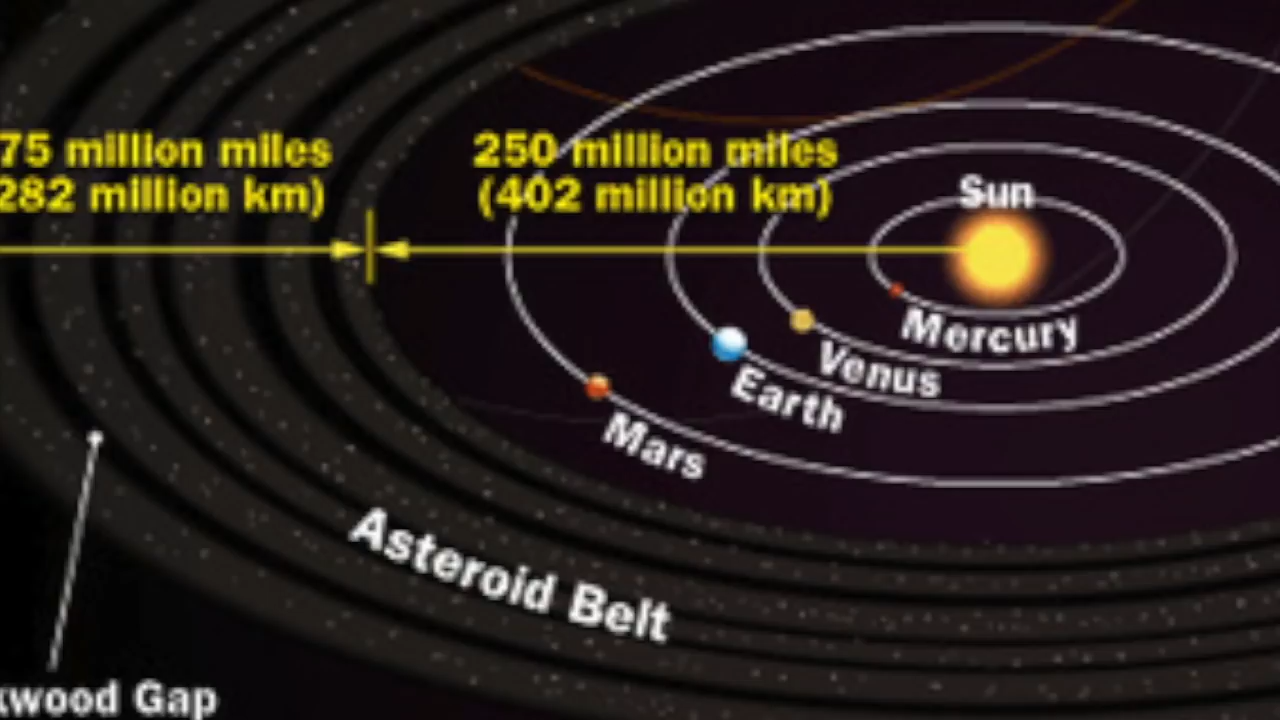 75 million miles
282 million km)
250 million miles
(402 million km)
Sun
Mercury
Venus
Earth
Mars
Asteroid Belt
kwood Gap